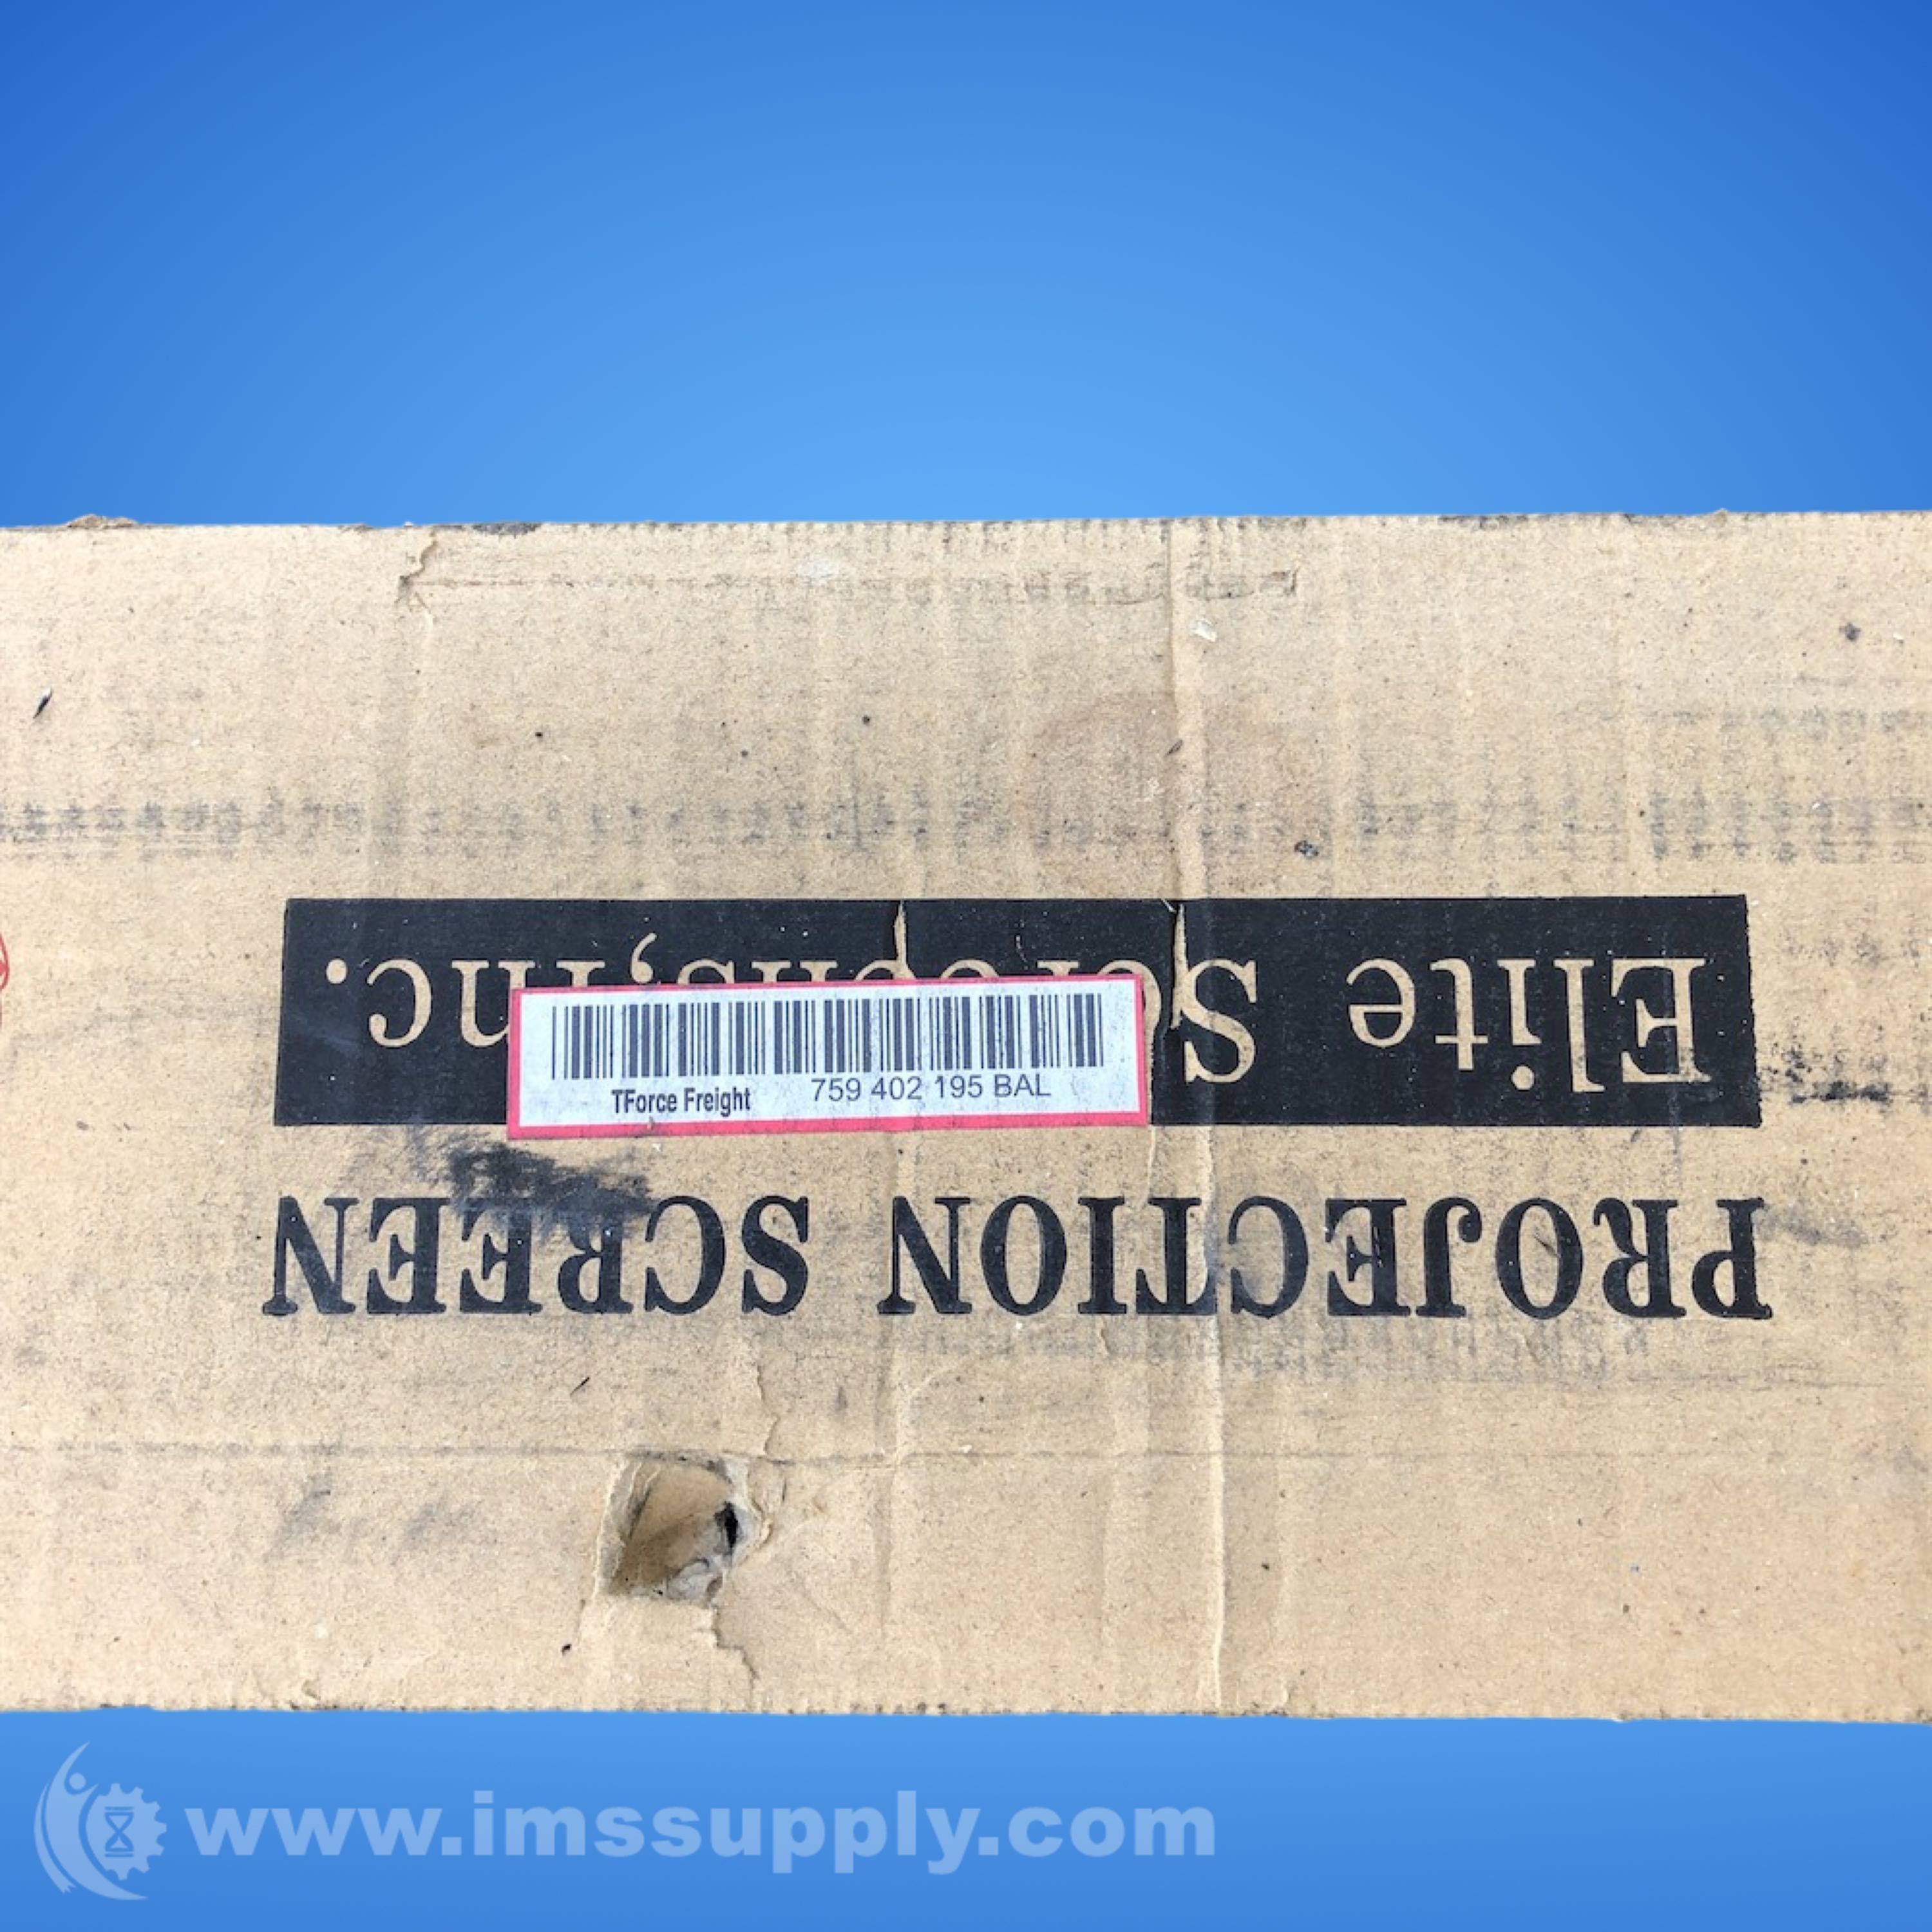 Elite Screens,Inc.
TForce Freight 759 402 195 BAL
PROJECTION SCREEN
www.imssupply.com